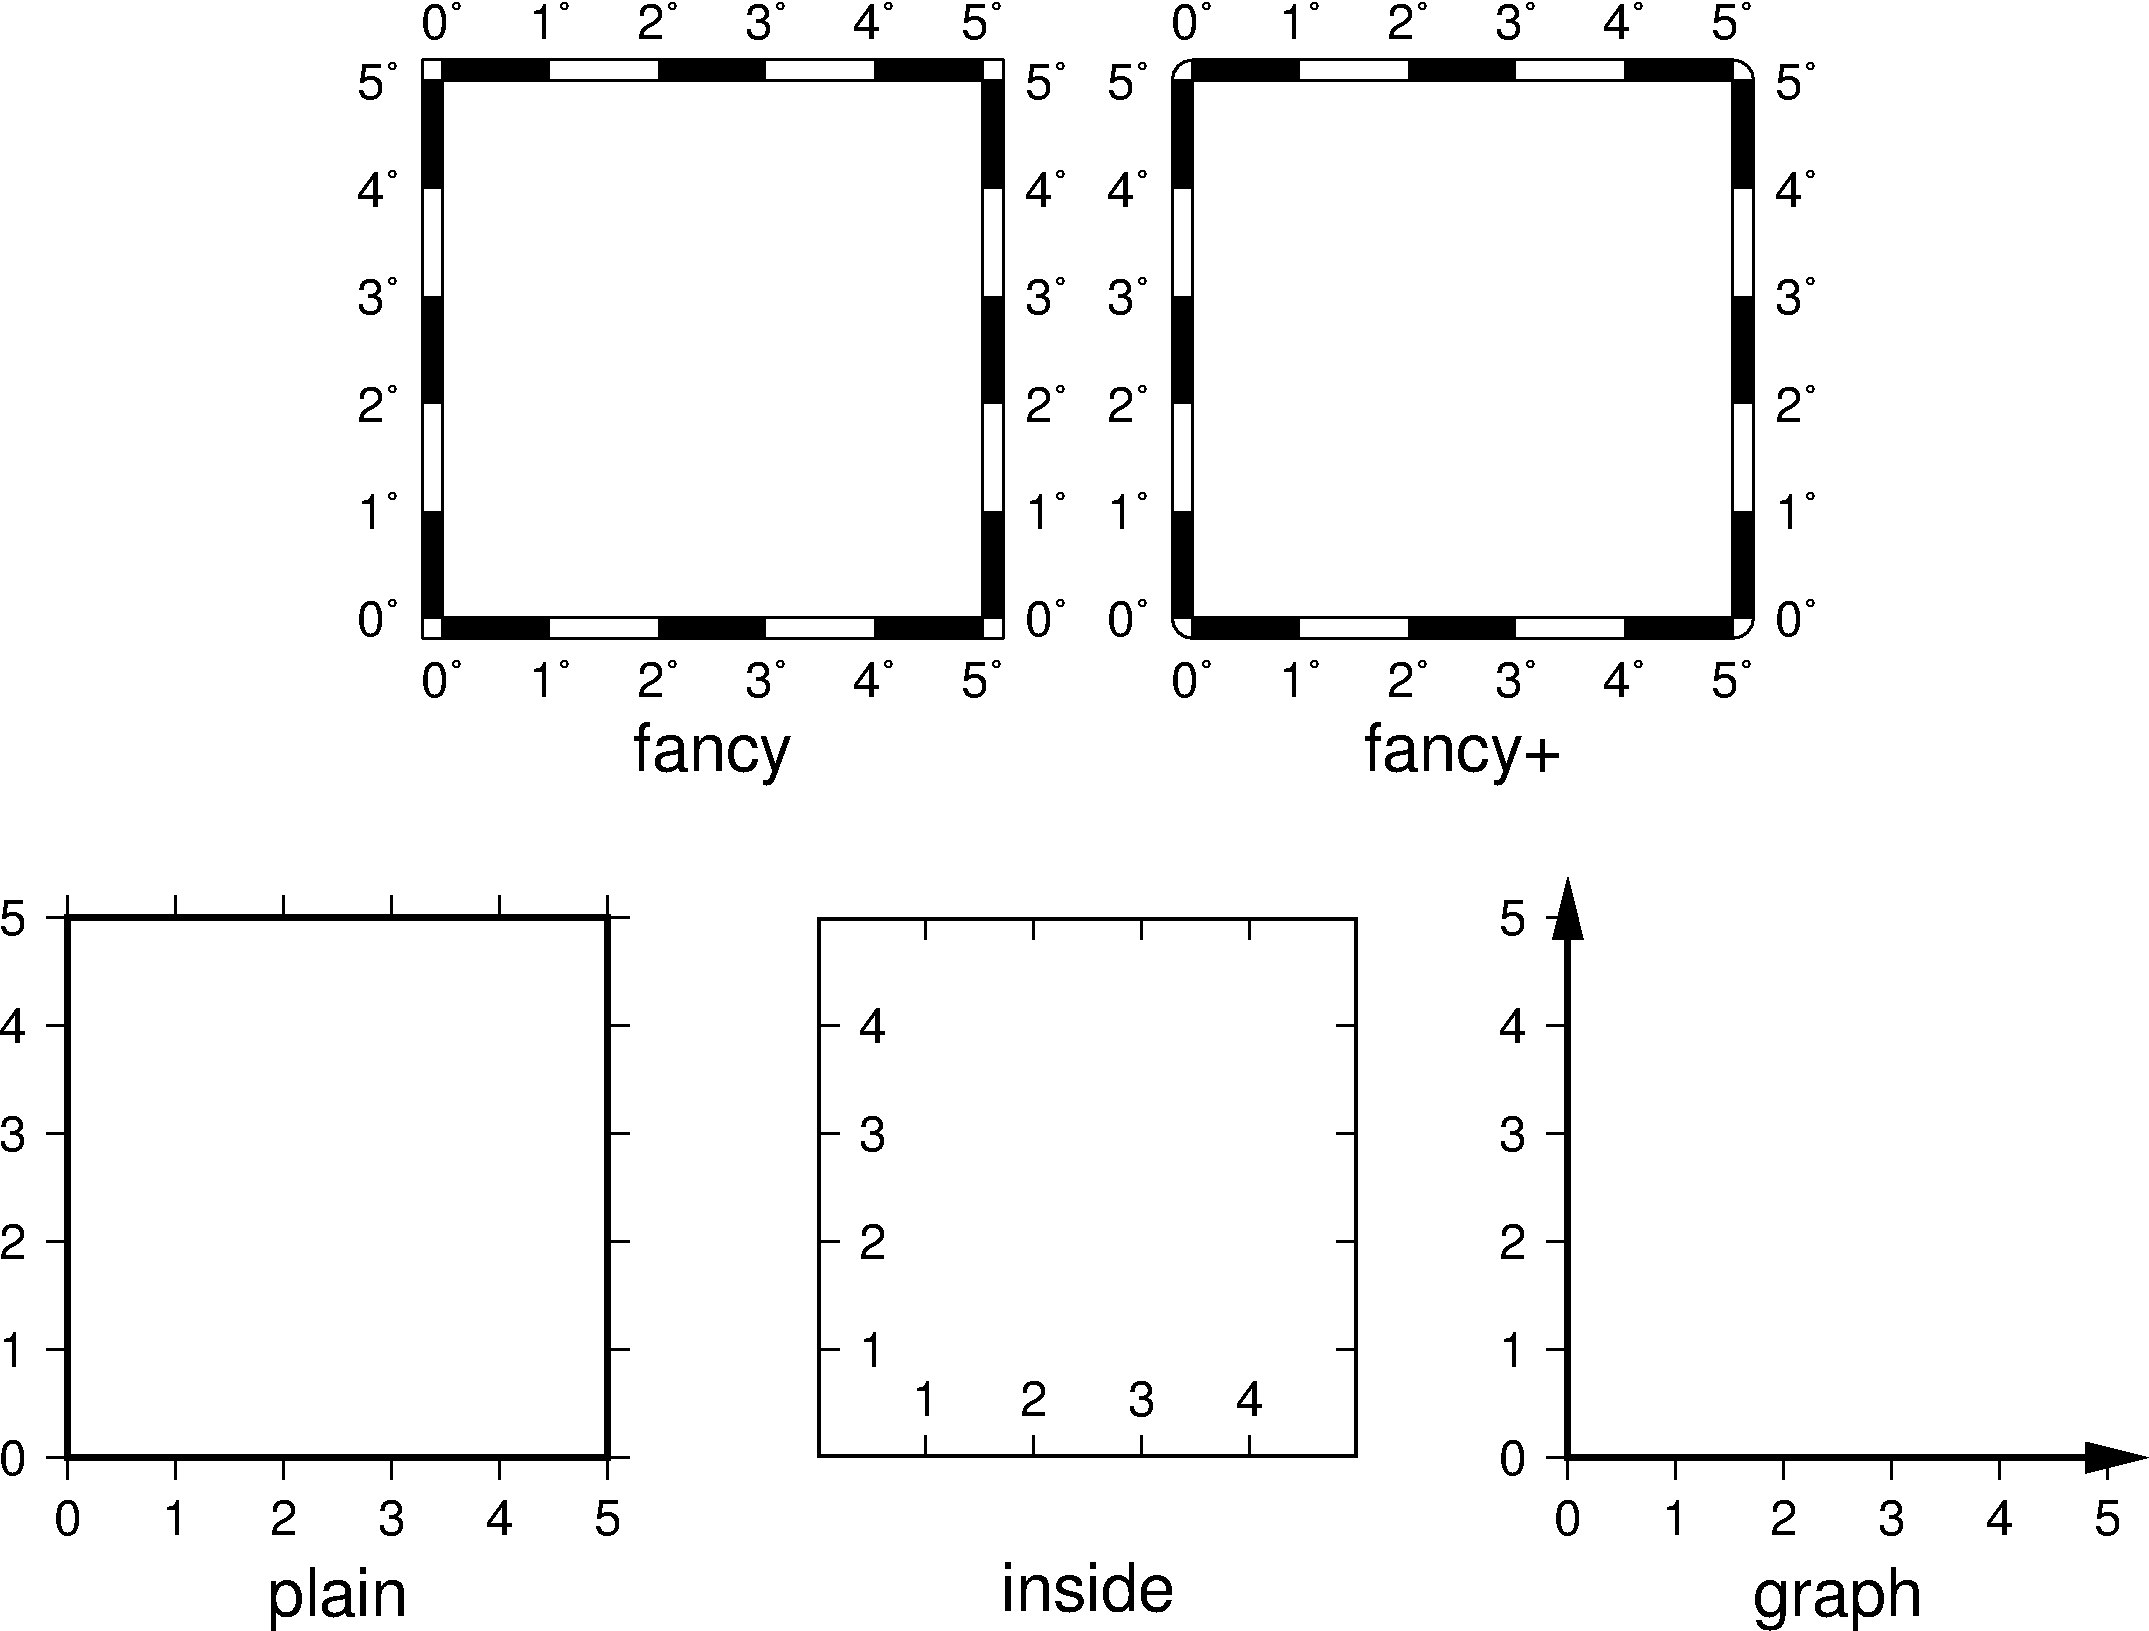 0° 1° 2° 3° 4° 5° 0° 1° 2° 3° 4° 5°
5° 5° 5° 5°
4° 4° 4° 4°
3° 3° 3° 3°
2° 2° 2° 2°
1° 1° 1° 1°
0° 0° 0° 0°
0° 1° 2° 3° 4° 5° 0° 1° 2° 3° 4° 5°
fancy fancy+
5 5
4 4 4
3 3 3
2 2 2
1 1 1
1 2 3 4
0 0
0 1 2 3 4 5 0 1 2 3 4 5
plain inside graph